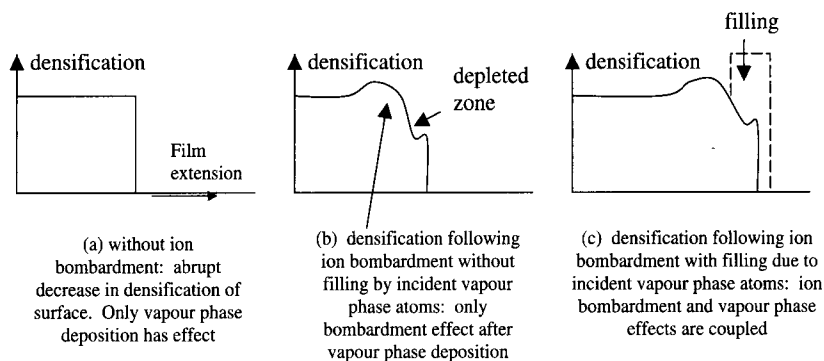 densification
Film
extension
(a) without ion
bombardment: abrupt
decrease in densification of
surface. Only vapour phase
deposition has effect
densification
depleted
zone
(b) densification following
ion bombardment without
filling by incident vapour
phase atoms: only
bombardment effect after
vapour phase deposition
filling
densification
(c) densification following ion
bombardment with filling due to
incident vapour phase atoms: ion
bombardment and vapour phase
effects are coupled